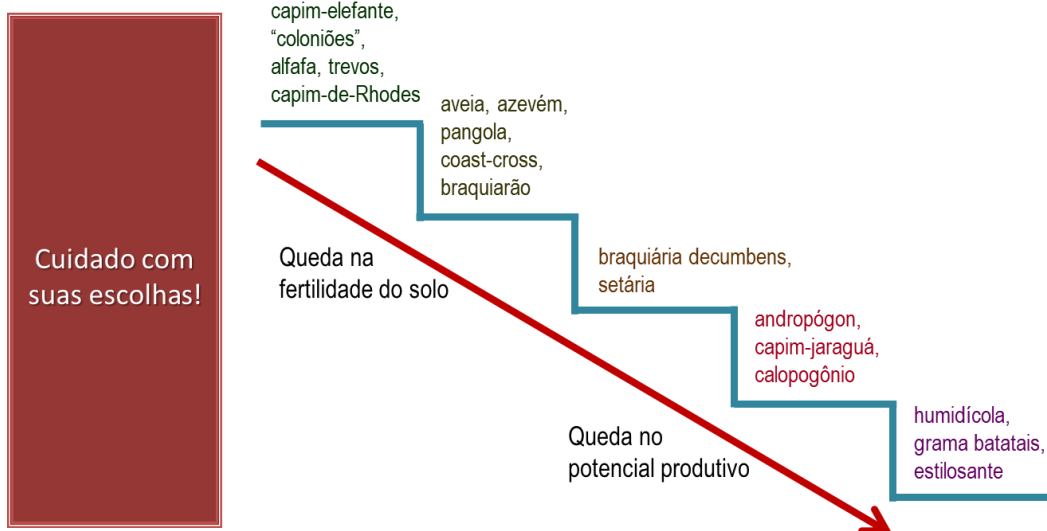 Cuidado com
suas escolhas!
capim-elefante,
“coloniões”,
alfafa, trevos,
capim-de-Rhodes
aveia, azevém,
pangola,
coast-cross,
braquiarão
Queda na
fertilidade do solo
braquiária decumbens,
setária
andropógon,
capim-jaraguá,
calopogônio
Queda no
potencial produtivo
humidícola,
grama batatais,
estilosante